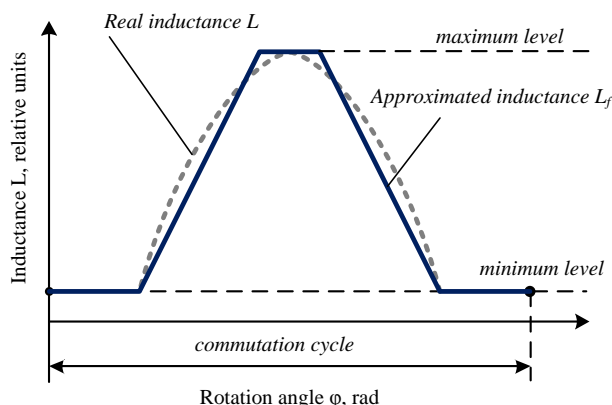 Real inductance L
maximum level
Approximated inductance Lf
Inductance L, relative units
minimum level
commutation cycle
Rotation angle φ, rad